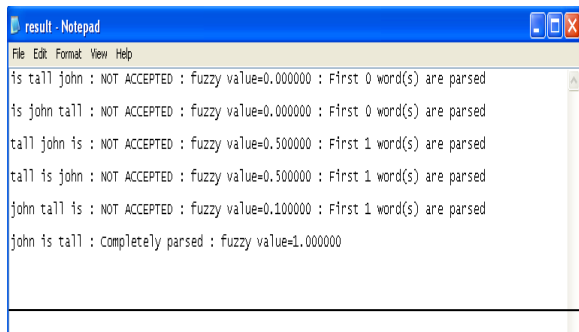 result - Notepad
File Edit Format View Help
is tall john : NOT ACCEPTED : fuzzy value=0.000000 : First 0 word(s) are parsed
is john tall : NOT ACCEPTED : fuzzy value=0.000000 : First 0 word(s) are parsed
tall john is : NOT ACCEPTED : fuzzy value=0.500000 : First 1 word(s) are parsed
tall is john : NOT ACCEPTED : fuzzy value=0.500000 : First 1 word(s) are parsed
john tall is : NOT ACCEPTED : fuzzy value=0.100000 : First 1 word(s) are parsed
john is tall : Completely parsed : fuzzy value=1.000000